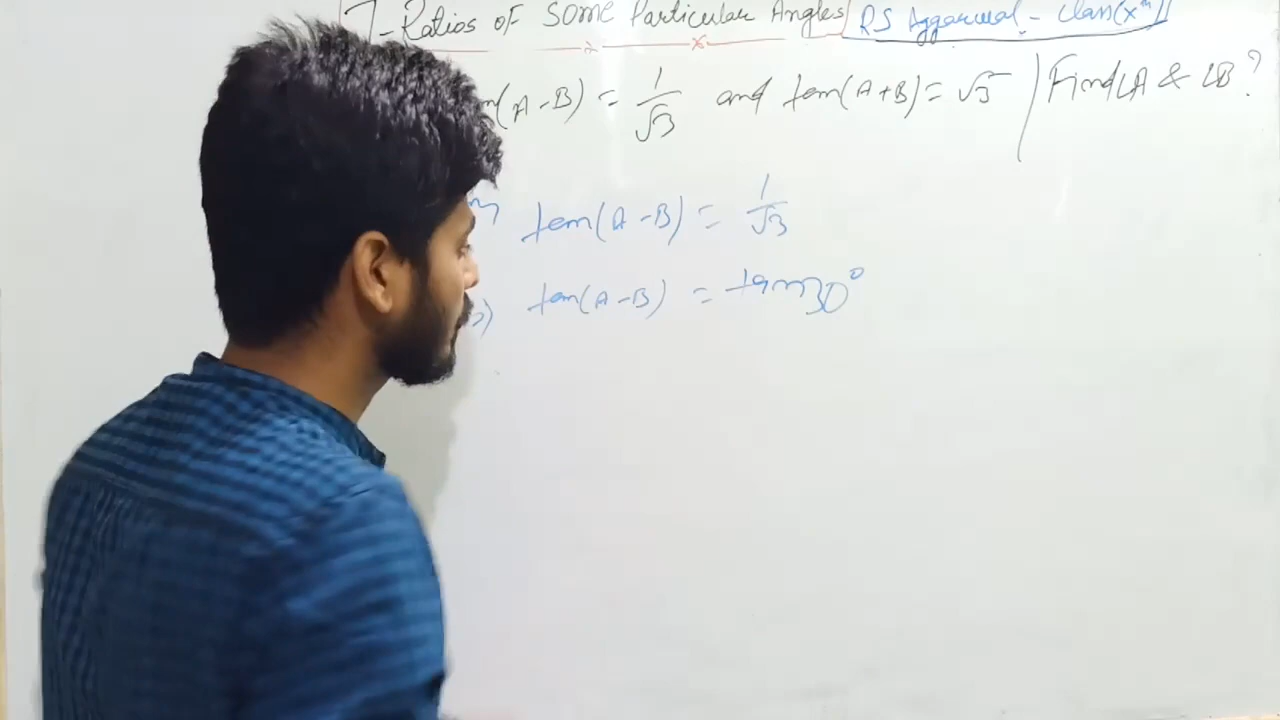 T-Ratios of Some Particular Angles RS Aggarwal - Class(xth)
(A-B) = 1/√3 and tan(A+B) = √3 Find ∠A & ∠B?
tan(A-B) = 1/√3
tan(A-B) = tan30°